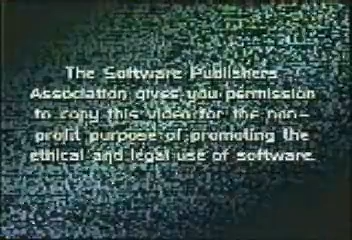 The Software Publishers
Association gives you permission
to copy this video for the non-
profit purpose of promoting the
ethical and legal use of software.